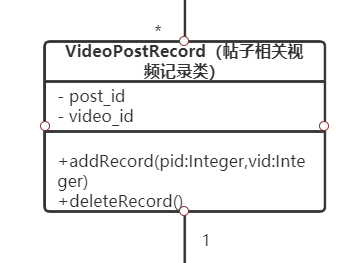 *
VideoPostRecord（帖子相关视
频记录类）
- post_id
- video_id
+addRecord(pid:Integer,vid:Inte
ger)
+deleteRecord()
1